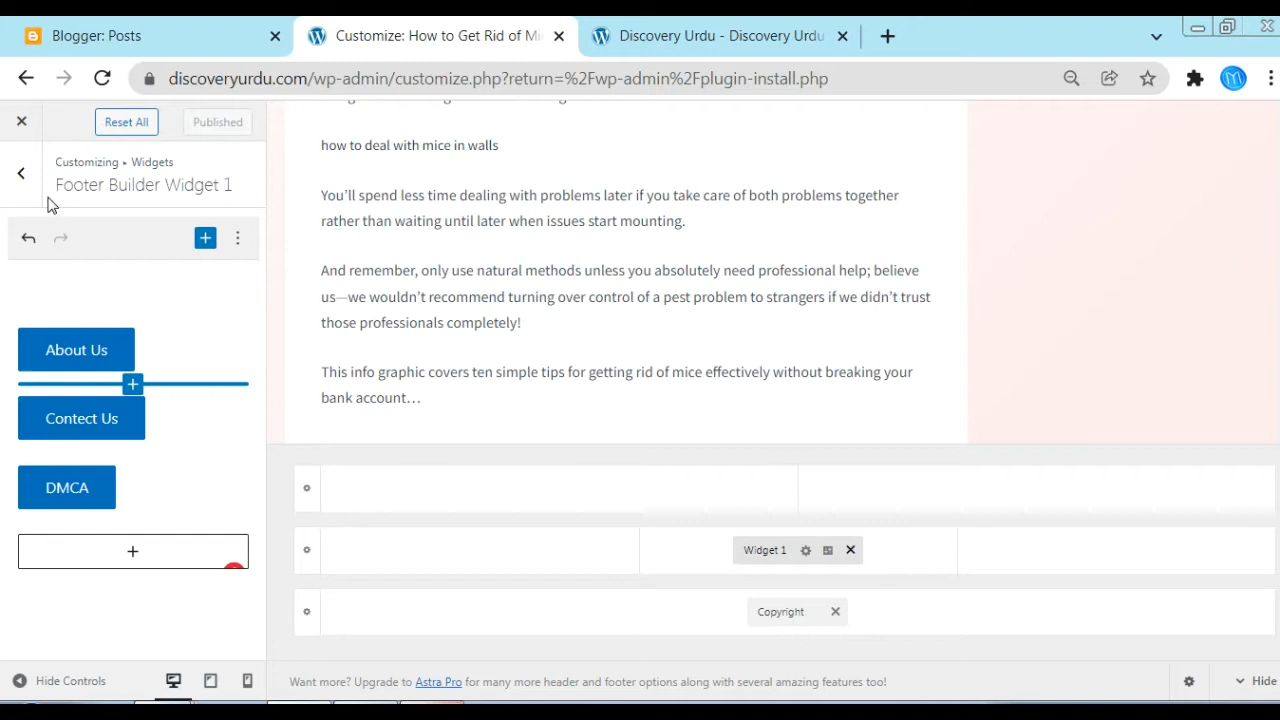 Blogger: Posts
Customize: How to Get Rid of Mi
Discovery Urdu - Discovery Urdu
discoveryurdu.com/wp-admin/customize.php?return=%2Fwp-admin%2Fplugin-install.php
Reset All
Published
Customizing ▸ Widgets
Footer Builder Widget 1
About Us
Contect Us
DMCA
Hide Controls
how to deal with mice in walls
You’ll spend less time dealing with problems later if you take care of both problems together
rather than waiting until later when issues start mounting.
And remember, only use natural methods unless you absolutely need professional help; believe
us—we wouldn’t recommend turning over control of a pest problem to strangers if we didn’t trust
those professionals completely!
This info graphic covers ten simple tips for getting rid of mice effectively without breaking your
bank account…
Widget 1
Copyright
Want more? Upgrade to Astra Pro for many more header and footer options along with several amazing features too!
Hide